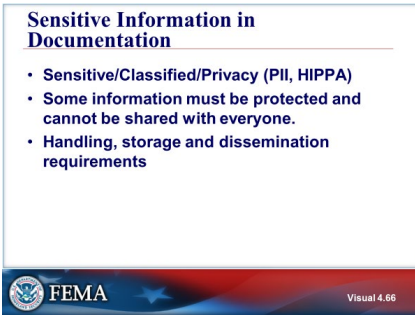 Sensitive Information in
Documentation
• Sensitive/Classified/Privacy (PII, HIPPA)
• Some information must be protected and
cannot be shared with everyone.
• Handling, storage and dissemination
requirements
FEMA
Visual 4.66